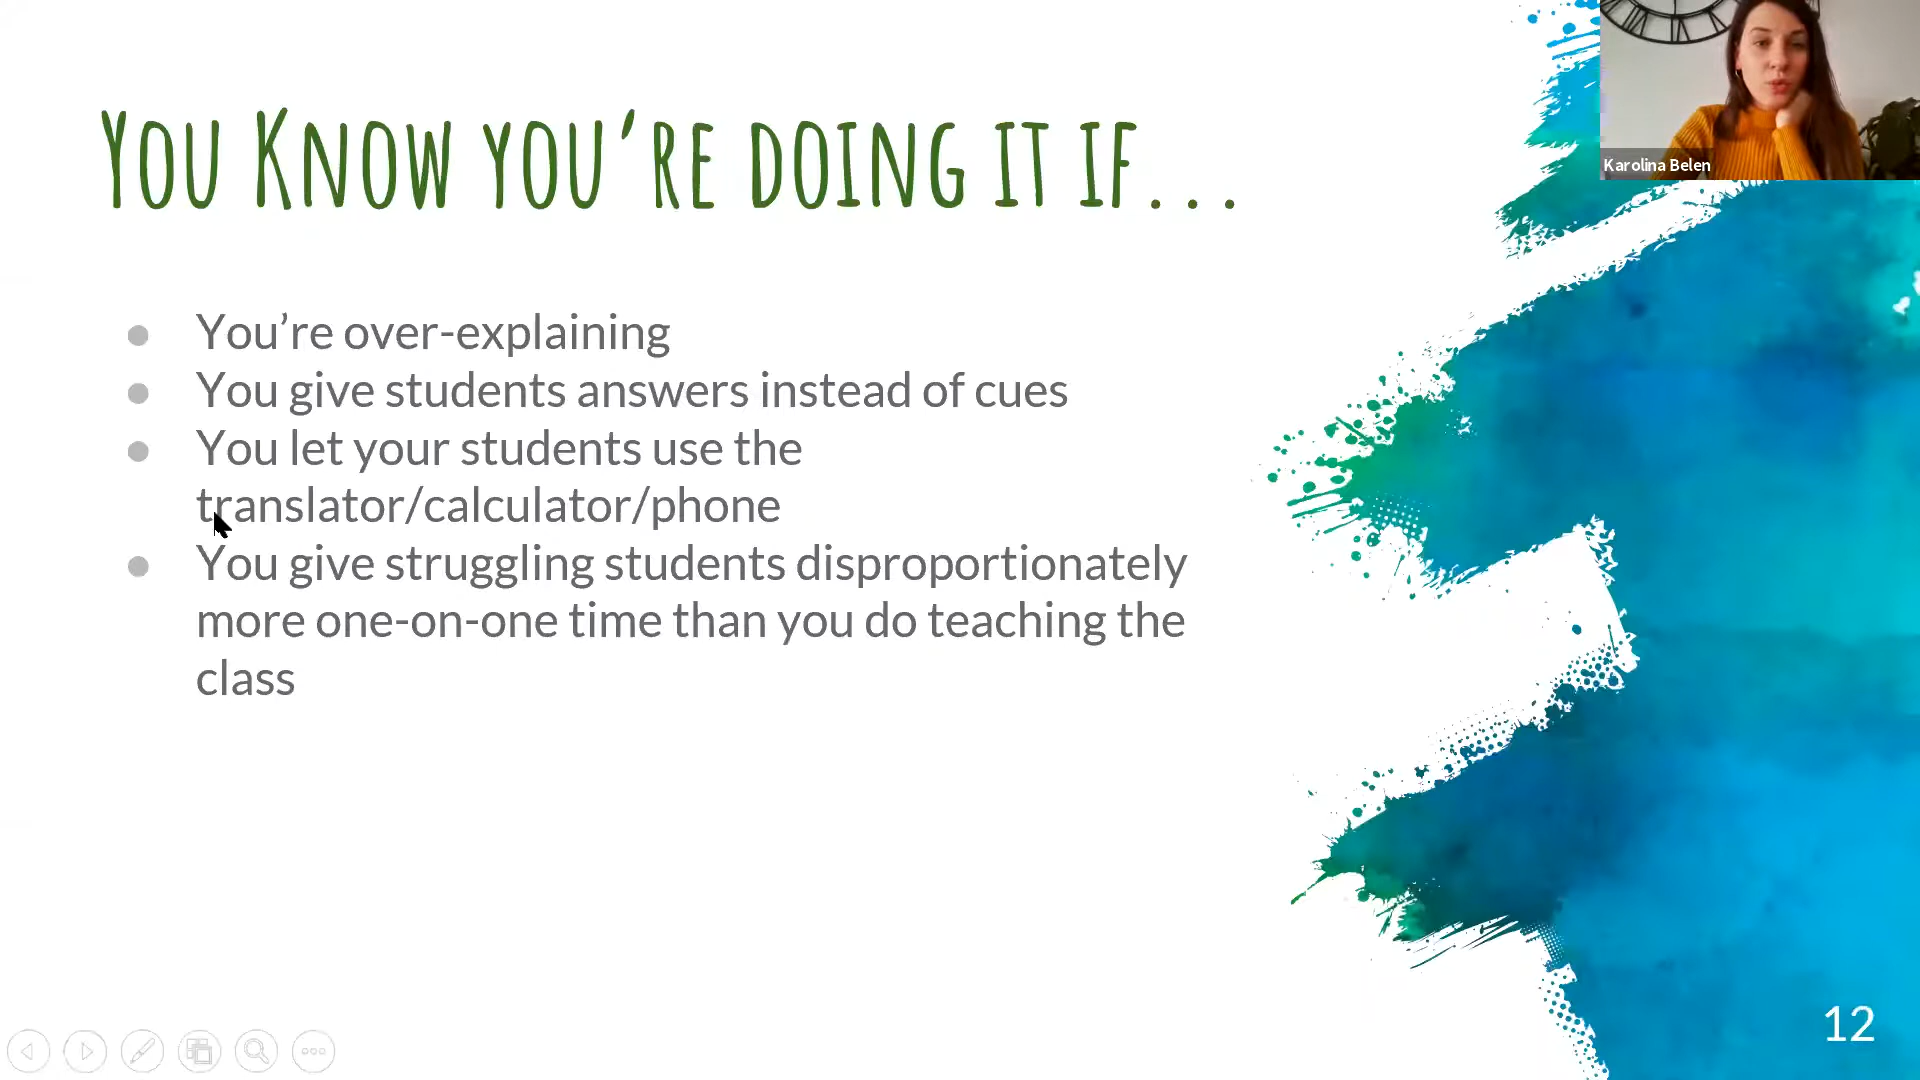 You Know you’re doing it if...
Karolina Belen
● You’re over-explaining
● You give students answers instead of cues
● You let your students use the
translator/calculator/phone
● You give struggling students disproportionately
more one-on-one time than you do teaching the
class
12